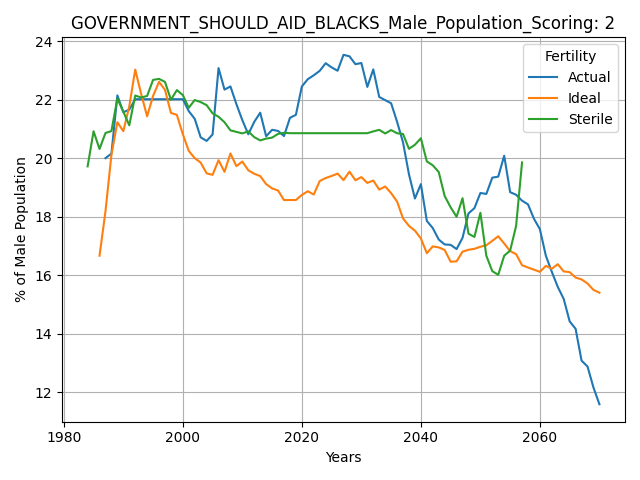 GOVERNMENT_SHOULD_AID_BLACKS_Male_Population_Scoring: 2
Fertility
Actual
Ideal
Sterile
% of Male Population
24
22
20
18
16
14
12
1980
2000
2020
2040
2060
Years